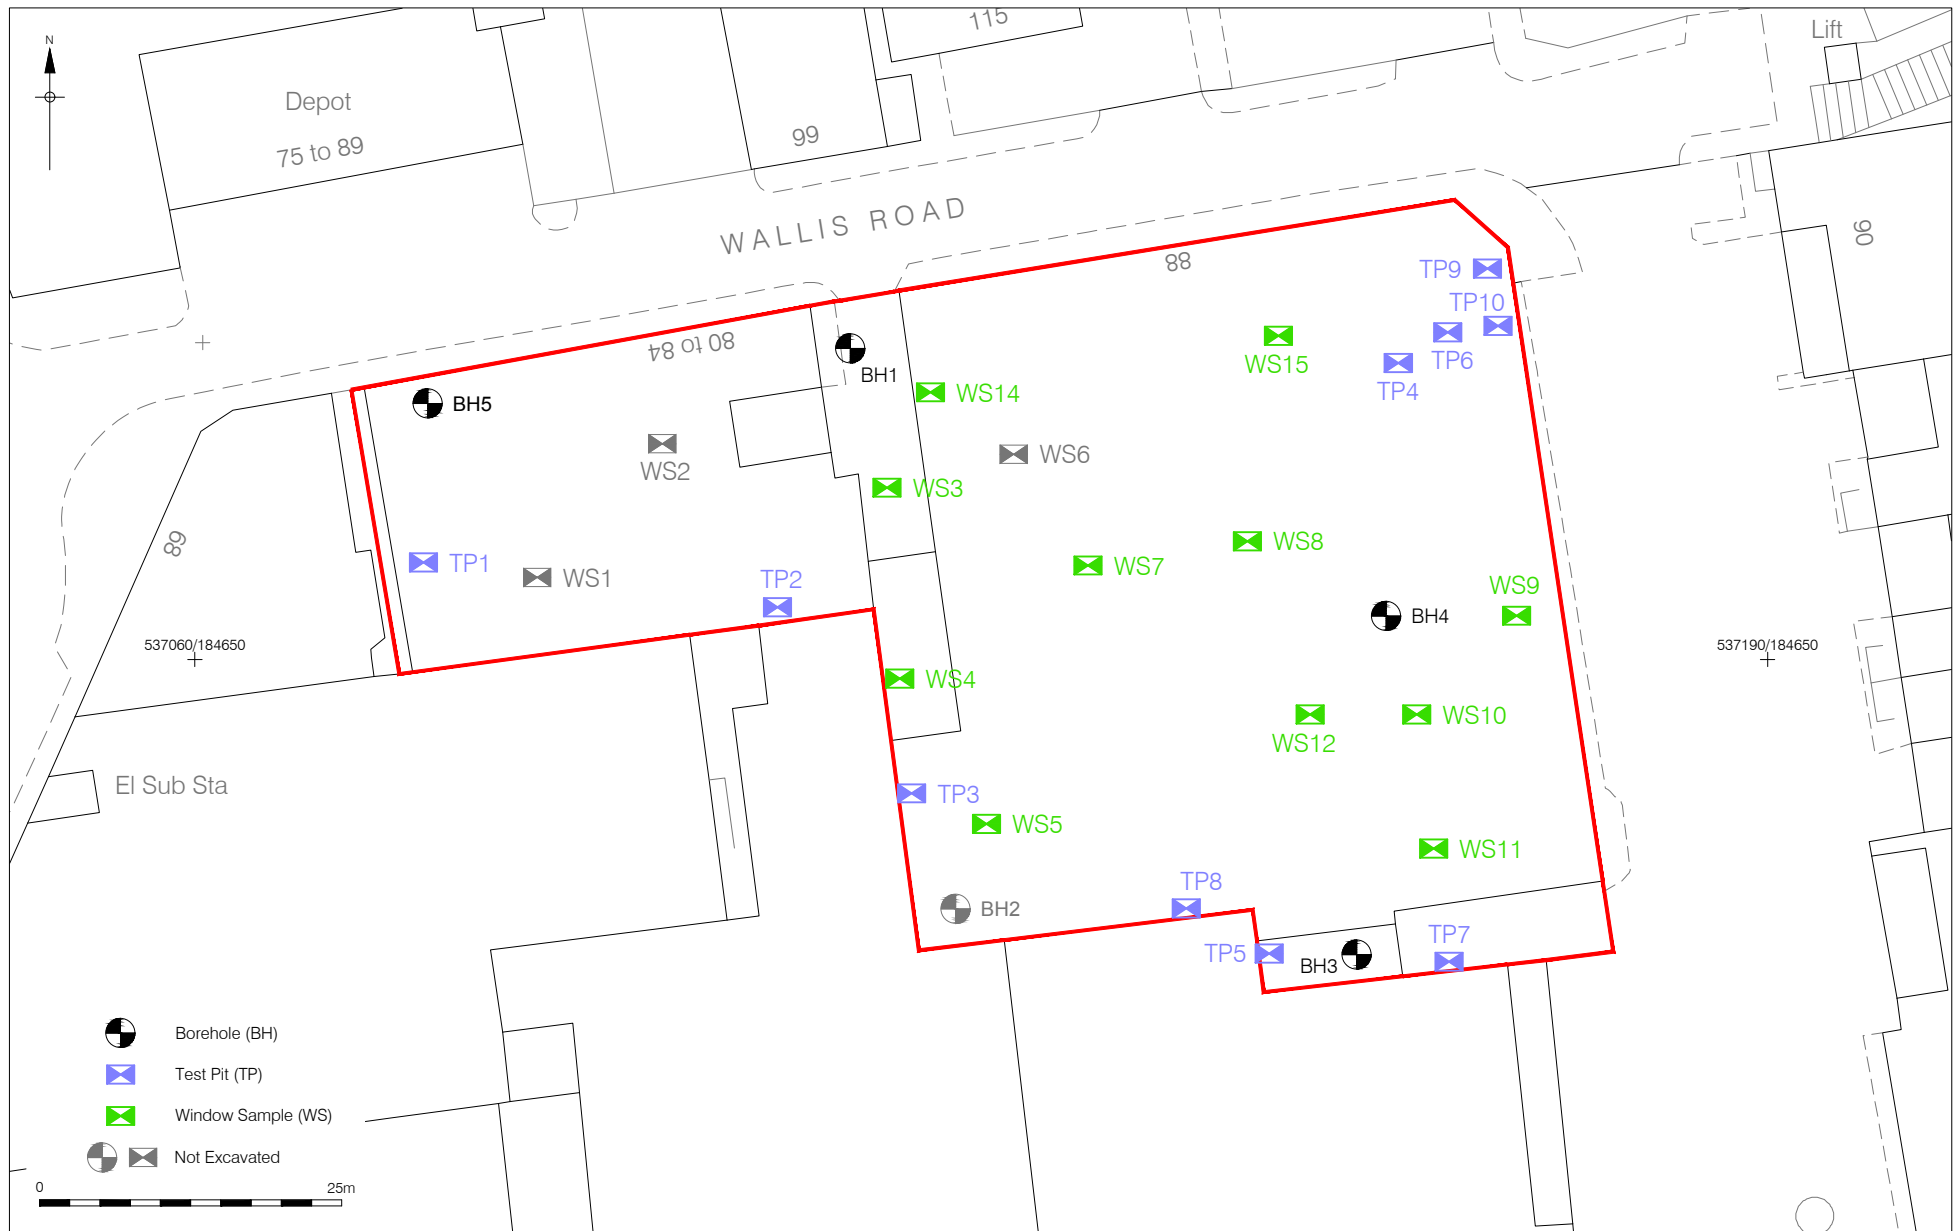 115
Lift
N
Depot
75 to 89
99
WALLIS ROAD
90
88
TP9
TP10
80 to 84
TP6
WS15
TP4
BH1
WS14
BH5
WS2
WS6
WS3
89
WS8
TP1
WS1
WS7
TP2
WS9
BH4
537060/184650
537190/184650
WS4
WS10
WS12
El Sub Sta
TP3
WS5
WS11
TP8
BH2
TP7
TP5
BH3
Borehole (BH)
Test Pit (TP)
Window Sample (WS)
Not Excavated
0 25m